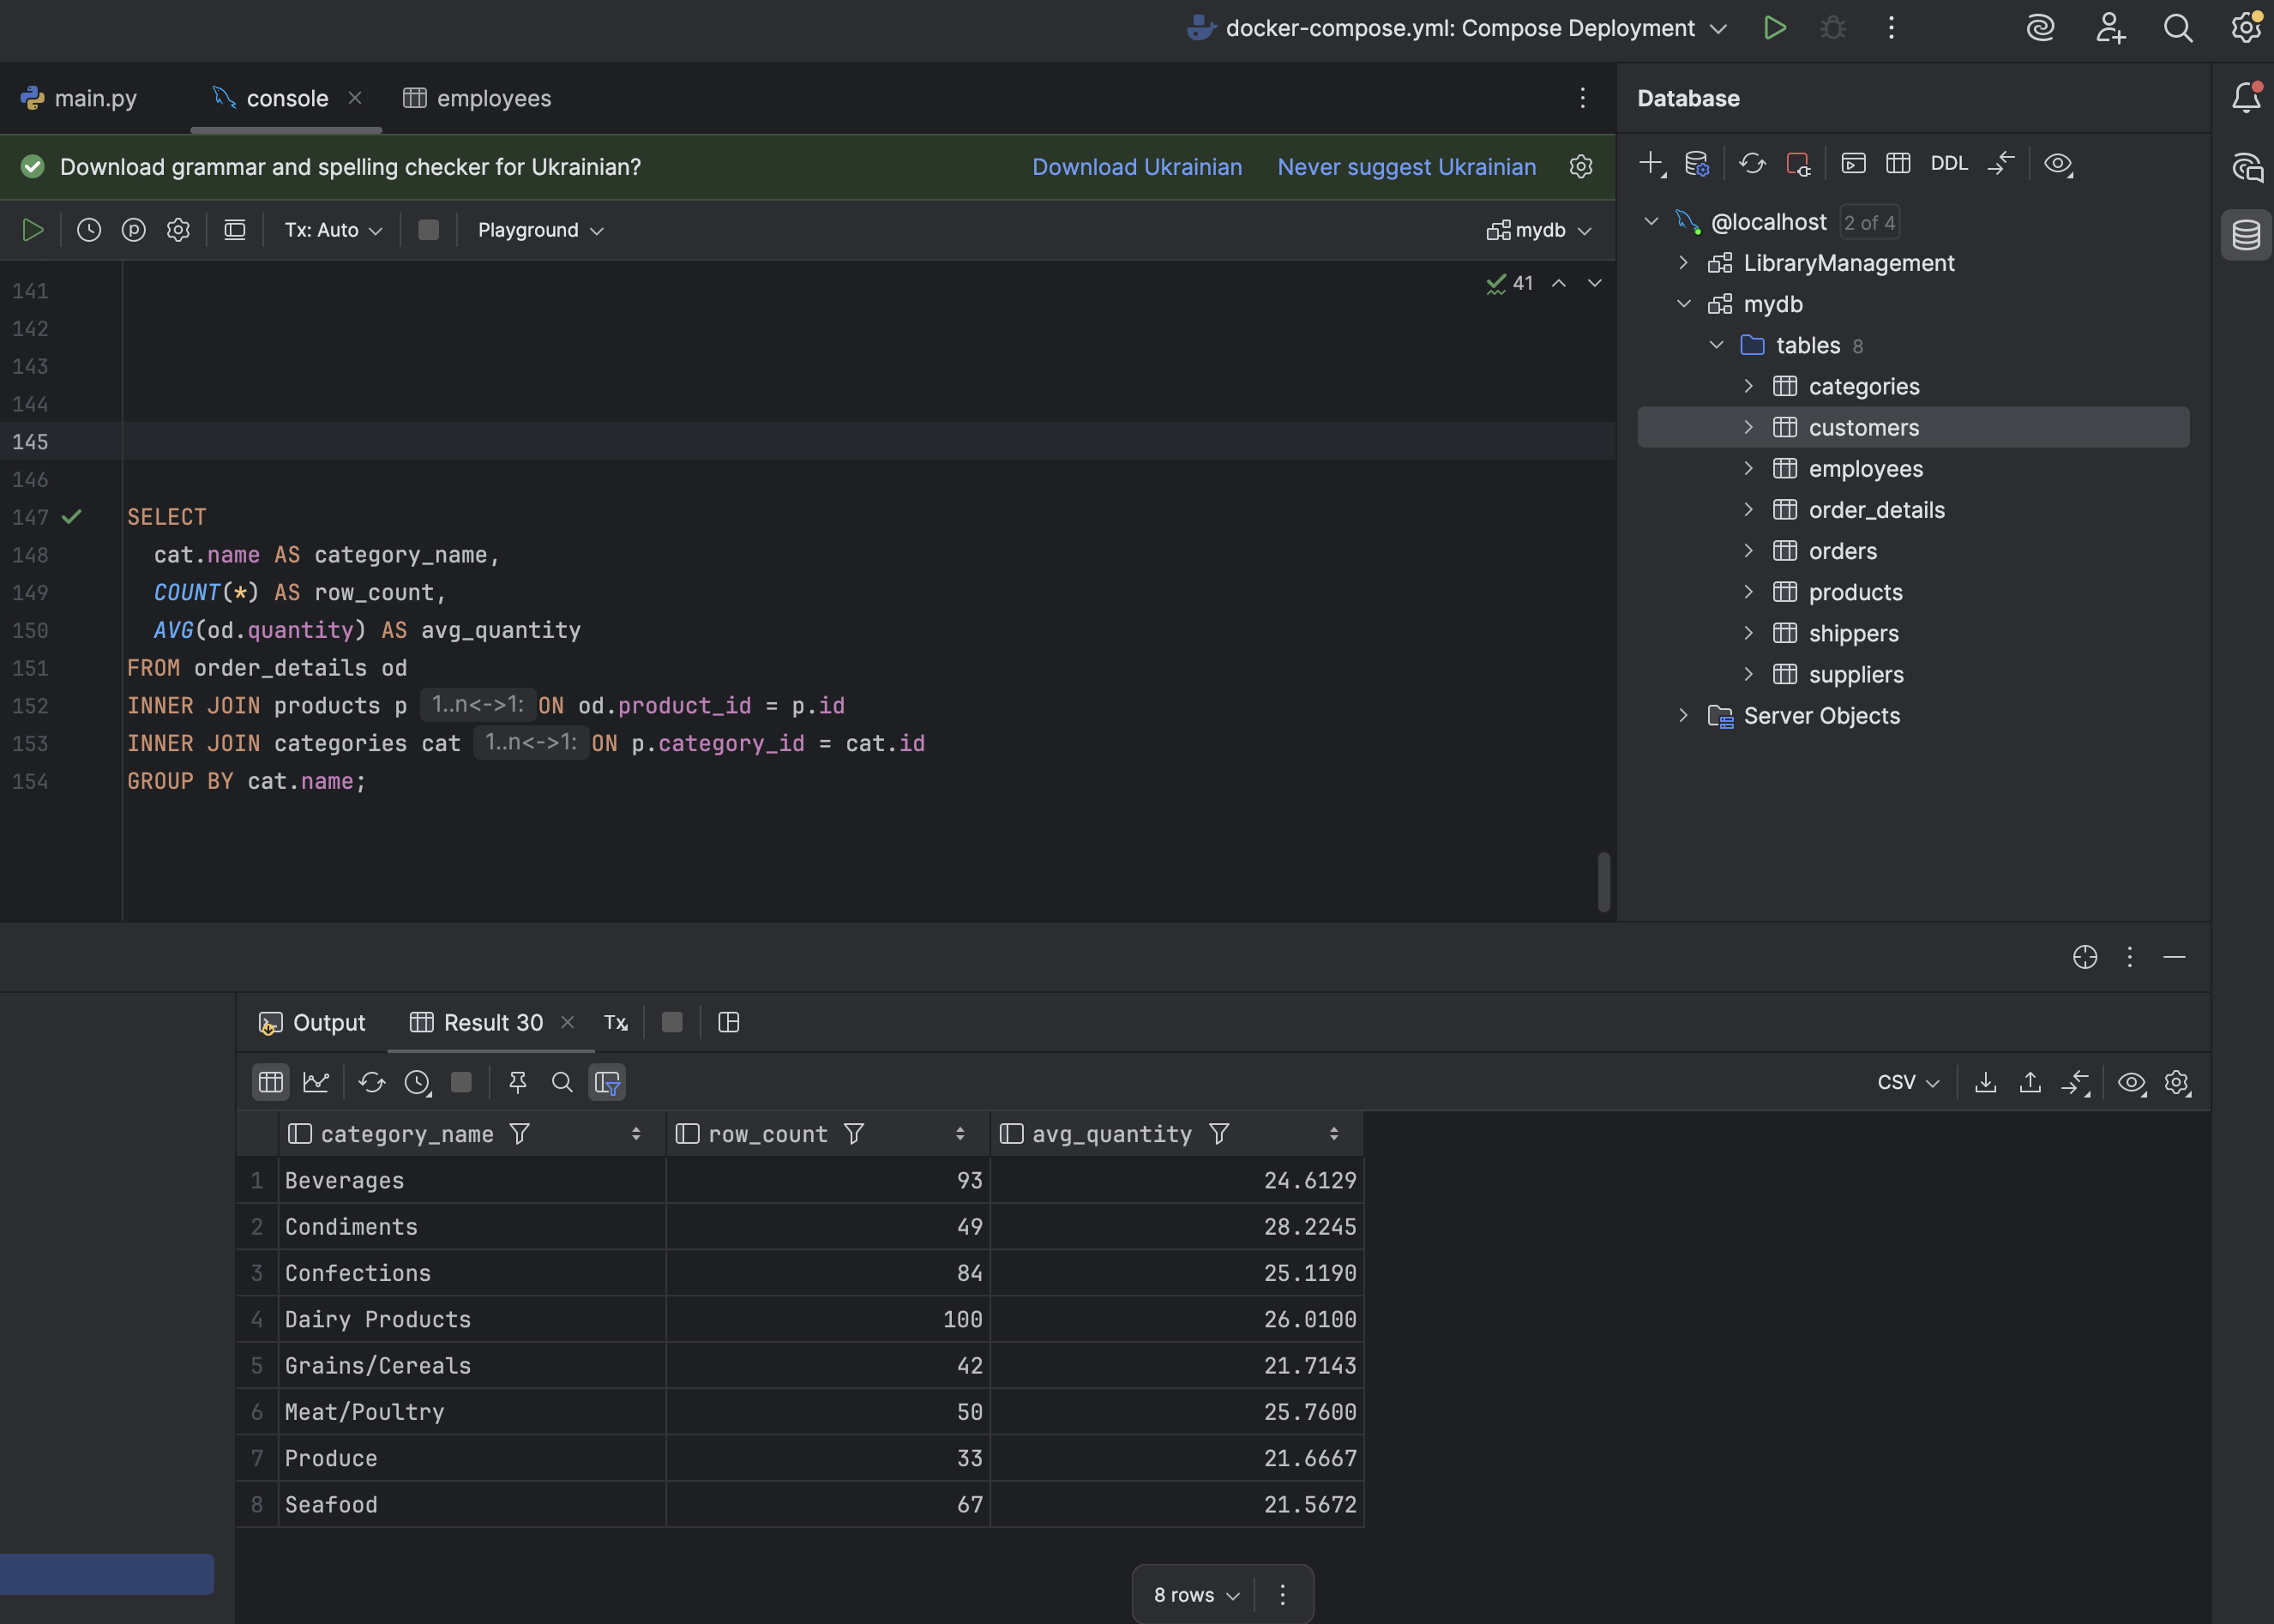 docker-compose.yml: Compose Deployment
main.py
console
employees
Database
Download grammar and spelling checker for Ukrainian?
Download Ukrainian
Never suggest Ukrainian
DDL
Tx: Auto
Playground
mydb
@localhost 2 of 4
LibraryManagement
mydb
tables 8
categories
customers
employees
order_details
orders
products
shippers
suppliers
Server Objects
41
141
142
143
144
145
146
147 SELECT
148 cat.name AS category_name,
149 COUNT(*) AS row_count,
150 AVG(od.quantity) AS avg_quantity
151 FROM order_details od
152 INNER JOIN products p 1..n<->1: ON od.product_id = p.id
153 INNER JOIN categories cat 1..n<->1: ON p.category_id = cat.id
154 GROUP BY cat.name;
Output
Result 30
Tx
CSV
category_name row_count avg_quantity
1 Beverages 93 24.6129
2 Condiments 49 28.2245
3 Confections 84 25.1190
4 Dairy Products 100 26.0100
5 Grains/Cereals 42 21.7143
6 Meat/Poultry 50 25.7600
7 Produce 33 21.6667
8 Seafood 67 21.5672
8 rows